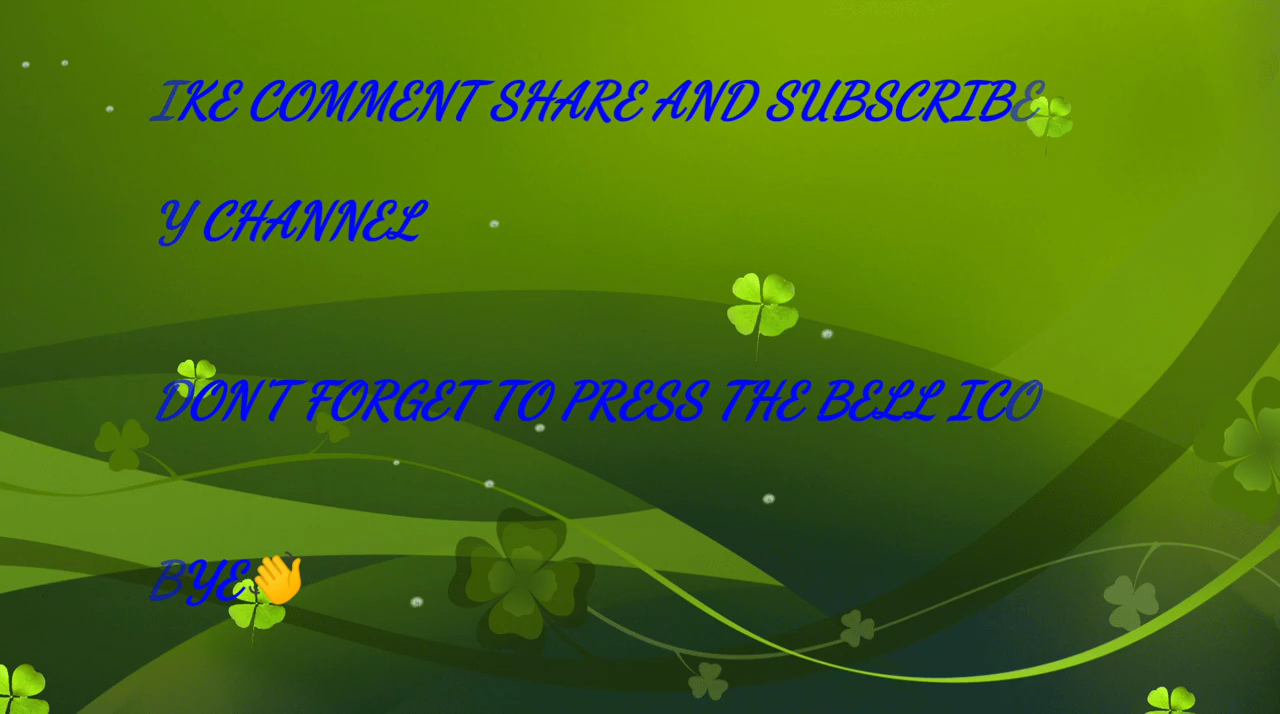 IKE COMMENT SHARE AND SUBSCRIBE
Y CHANNEL
DON'T FORGET TO PRESS THE BELL ICO
BYE👋